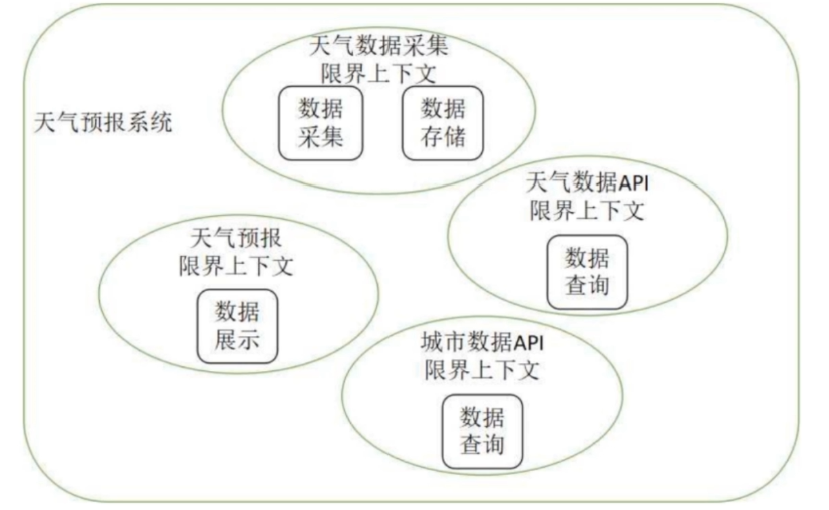 天气数据采集
限界上下文
数据
采集
数据
存储
天气预报系统
天气数据API
限界上下文
数据
查询
天气预报
限界上下文
数据
展示
城市数据API
限界上下文
数据
查询